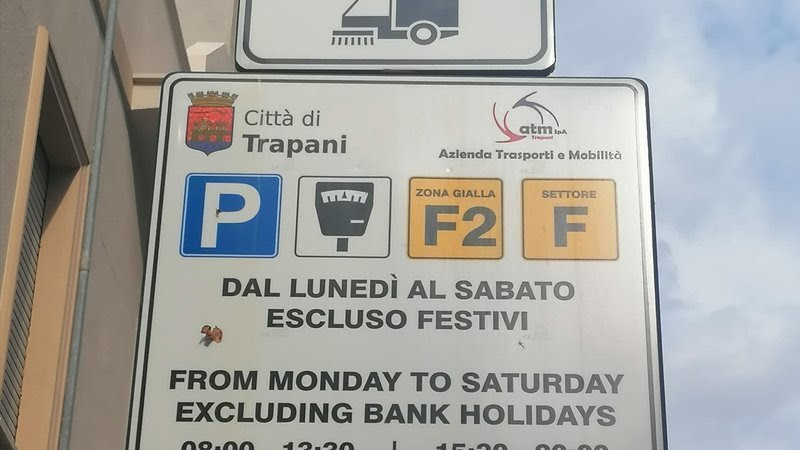 Città di
Trapani
atm SpA
Trapani
Azienda Trasporti e Mobilità
P
ZONA GIALLA
F2
SETTORE
F
DAL LUNEDÌ AL SABATO
ESCLUSO FESTIVI
FROM MONDAY TO SATURDAY
EXCLUDING BANK HOLIDAYS